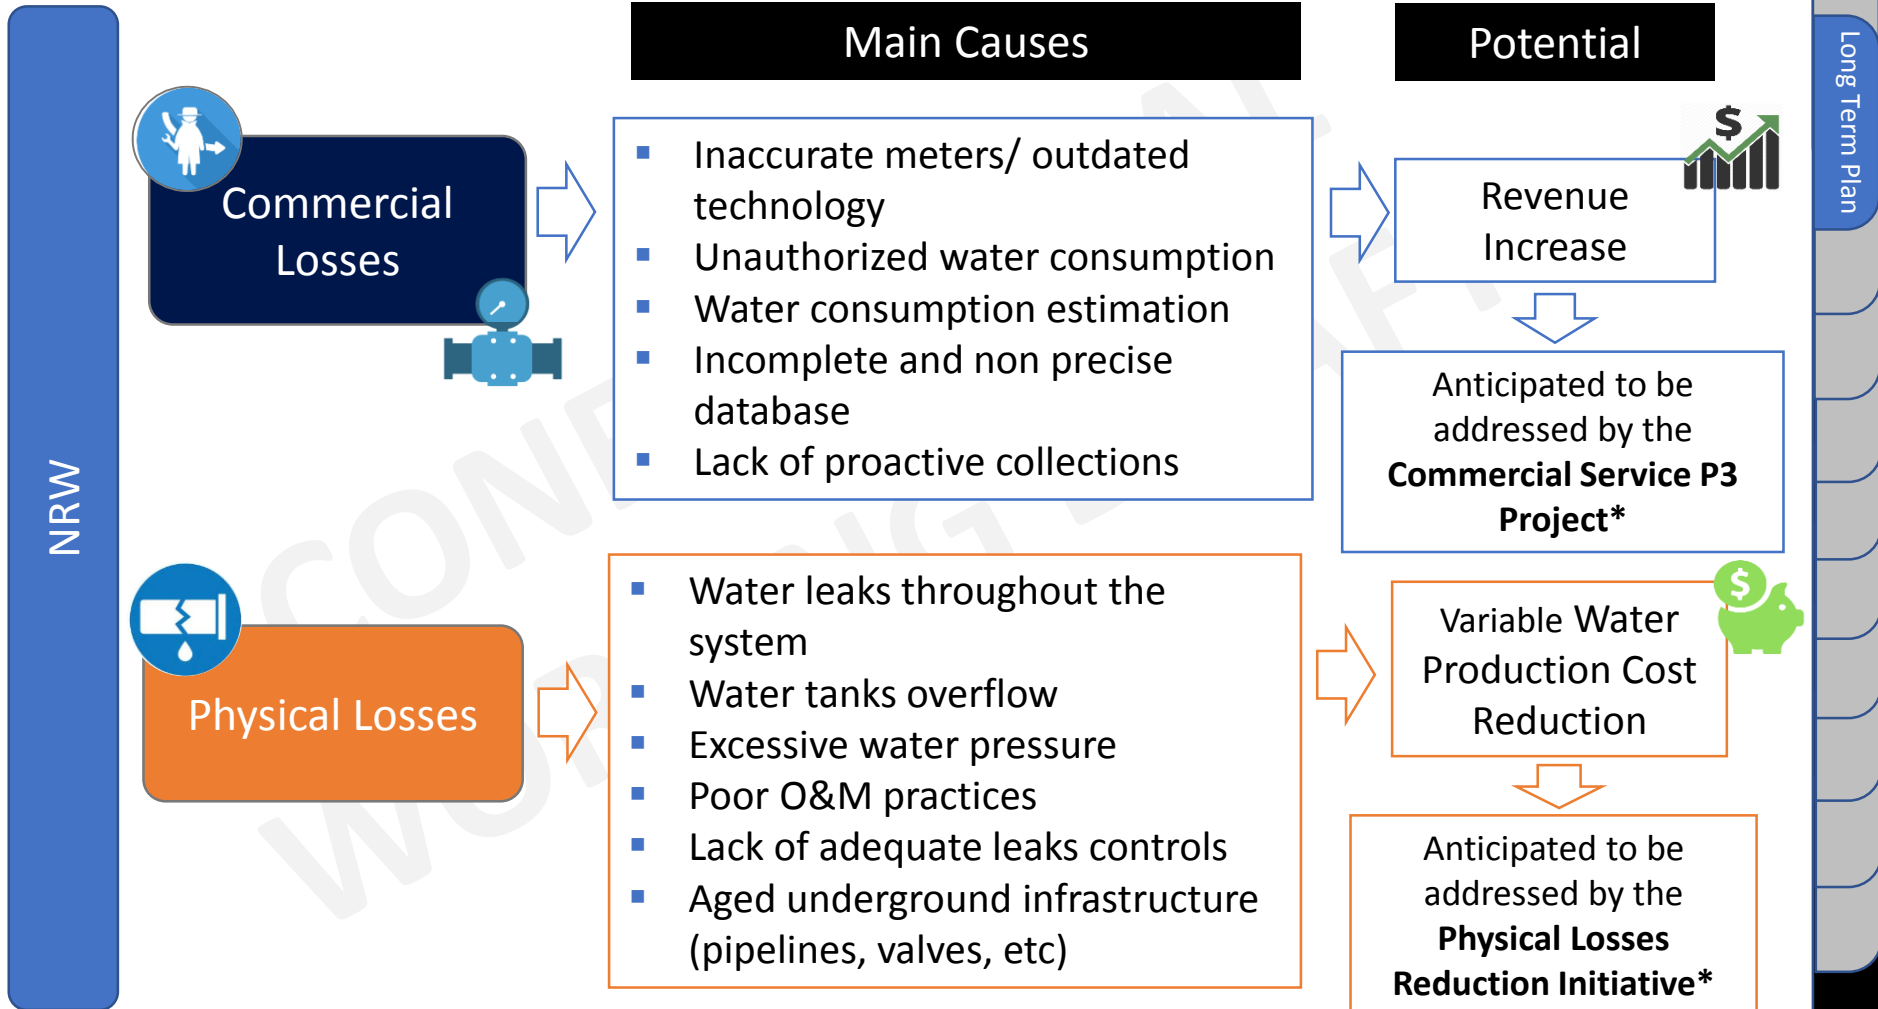 Main Causes
Potential
Long Term Plan
NRW
Commercial
Losses
▪ Inaccurate meters/ outdated
technology
▪ Unauthorized water consumption
▪ Water consumption estimation
▪ Incomplete and non precise
database
▪ Lack of proactive collections
$
Revenue
Increase
Anticipated to be
addressed by the
Commercial Service P3
Project*
Physical Losses
▪ Water leaks throughout the
system
▪ Water tanks overflow
▪ Excessive water pressure
▪ Poor O&M practices
▪ Lack of adequate leaks controls
▪ Aged underground infrastructure
(pipelines, valves, etc)
$
Variable Water
Production Cost
Reduction
Anticipated to be
addressed by the
Physical Losses
Reduction Initiative*